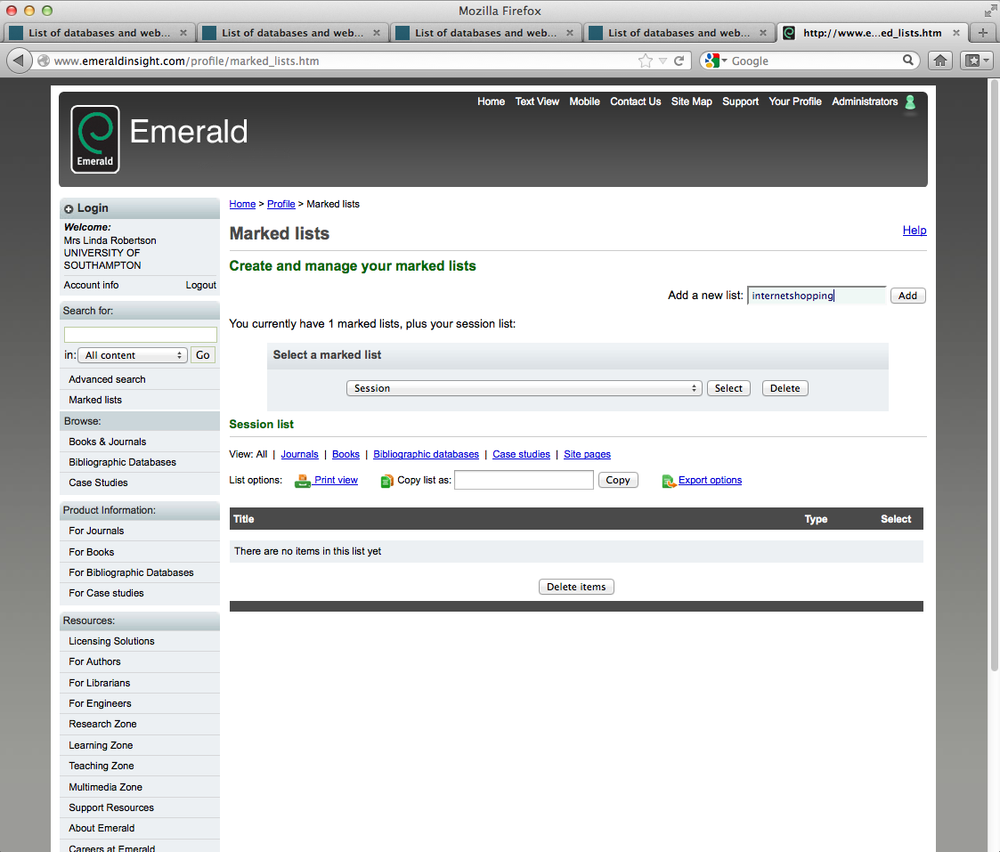 Mozilla Firefox
List of databases and web... × List of databases and web... × List of databases and web... × List of databases and web... × http://www.e...ed_lists.htm ×
www.emeraldinsight.com/profile/marked_lists.htm Google
Home Text View Mobile Contact Us Site Map Support Your Profile Administrators
Emerald
Emerald
Login
Welcome:
Mrs Linda Robertson
UNIVERSITY OF
SOUTHAMPTON
Account info Logout
Search for:
in: All content Go
Advanced search
Marked lists
Browse:
Books & Journals
Bibliographic Databases
Case Studies
Product Information:
For Journals
For Books
For Bibliographic Databases
For Case studies
Resources:
Licensing Solutions
For Authors
For Librarians
For Engineers
Research Zone
Learning Zone
Teaching Zone
Multimedia Zone
Support Resources
About Emerald
Careers at Emerald
Home > Profile > Marked lists
Marked lists Help
Create and manage your marked lists
Add a new list: internetshopping Add
You currently have 1 marked lists, plus your session list:
Select a marked list
Session Select Delete
Session list
View: All | Journals | Books | Bibliographic databases | Case studies | Site pages
List options: Print view Copy list as: Copy Export options
Title Type Select
There are no items in this list yet
Delete items